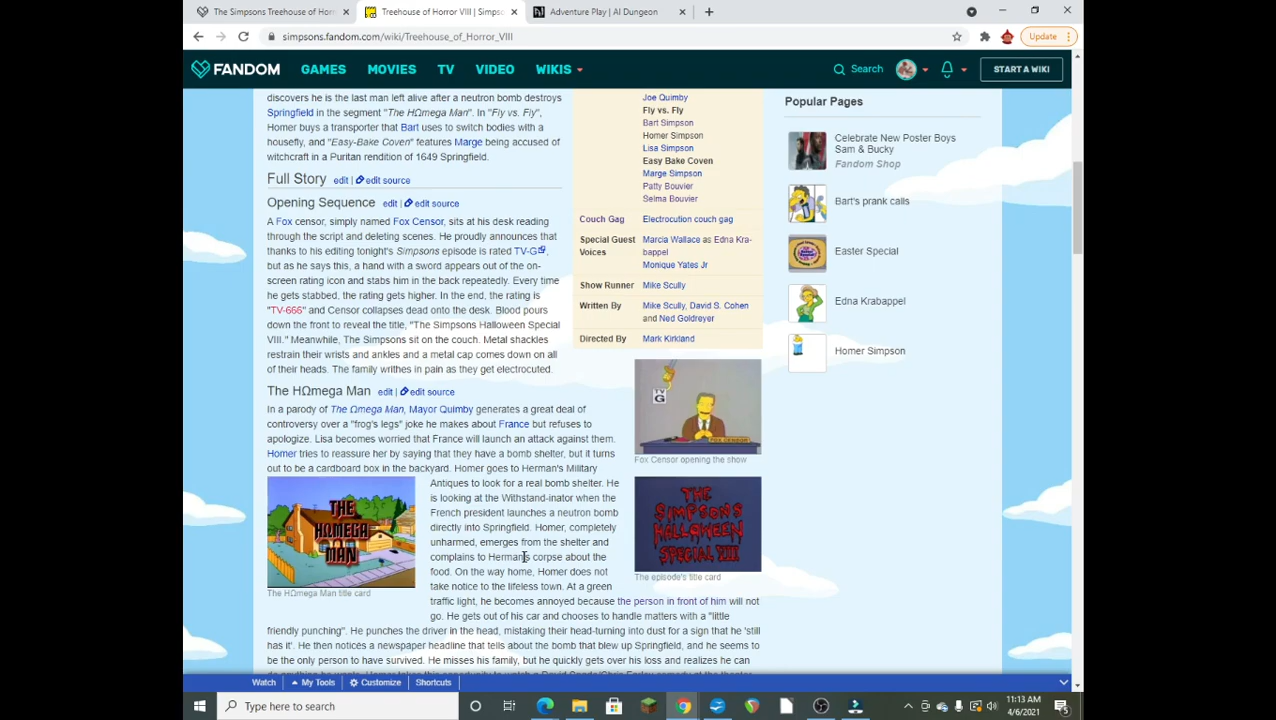 The Simpsons Treehouse of Horr
Treehouse of Horror VIII | Simpso
Adventure Play | AI Dungeon
simpsons.fandom.com/wiki/Treehouse_of_Horror_VIII
Update
FANDOM
GAMES
MOVIES
TV
VIDEO
WIKIS
Search
START A WIKI
discovers he is the last man left alive after a neutron bomb destroys
Springfield in the segment "The HΩmega Man". In "Fly vs. Fly",
Homer buys a transporter that Bart uses to switch bodies with a
housefly, and "Easy-Bake Coven" features Marge being accused of
witchcraft in a Puritan rendition of 1649 Springfield.
Full Story edit edit source
Opening Sequence edit edit source
A Fox censor, simply named Fox Censor, sits at his desk reading
through the script and deleting scenes. He proudly announces that
thanks to his editing tonight's Simpsons episode is rated TV-G,
but as he says this, a hand with a sword appears out of the on-
screen rating icon and stabs him in the back repeatedly. Every time
he gets stabbed, the rating gets higher. In the end, the rating is
"TV-666" and Censor collapses dead onto the desk. Blood pours
down the front to reveal the title, "The Simpsons Halloween Special
VIII." Meanwhile, The Simpsons sit on the couch. Metal shackles
restrain their wrists and ankles and a metal cap comes down on all
of their heads. The family writhes in pain as they get electrocuted.
The HΩmega Man edit edit source
In a parody of The Ωmega Man, Mayor Quimby generates a great deal of
controversy over a "frog's legs" joke he makes about France but refuses to
apologize. Lisa becomes worried that France will launch an attack against them.
Homer tries to reassure her by saying that they have a bomb shelter, but it turns
out to be a cardboard box in the backyard. Homer goes to Herman's Military
Antiques to look for a real bomb shelter. He
is looking at the Withstand-inator when the
French president launches a neutron bomb
directly into Springfield. Homer, completely
unharmed, emerges from the shelter and
complains to Herman's corpse about the
food. On the way home, Homer does not
take notice to the lifeless town. At a green
traffic light, he becomes annoyed because the person in front of him will not
go. He gets out of his car and chooses to handle matters with a "little
friendly punching". He punches the driver in the head, mistaking their head-turning into dust for a sign that he 'still
has it'. He then notices a newspaper headline that tells about the bomb that blew up Springfield, and he seems to
be the only person to have survived. He misses his family, but he quickly gets over his loss and realizes he can
THE
HΩMEGA
MAN
The HΩmega Man title card
Joe Quimby
Fly vs. Fly
Bart Simpson
Homer Simpson
Lisa Simpson
Easy Bake Coven
Marge Simpson
Patty Bouvier
Selma Bouvier
Couch Gag Electrocution couch gag
Special Guest Voices Marcia Wallace as Edna Kra-
bappel
Monique Yates Jr
Show Runner Mike Scully
Written By Mike Scully, David S. Cohen
and Ned Goldreyer
Directed By Mark Kirkland
TV
G
FOX CENSOR
Fox Censor opening the show
THE
SIMPSONS
HALLOWEEN
SPECIAL VIII
The episode's title card
Popular Pages
Celebrate New Poster Boys
Sam & Bucky
Fandom Shop
Bart's prank calls
Easter Special
Edna Krabappel
Homer Simpson
Watch
My Tools
Customize
Shortcuts
Type here to search
11:13 AM
4/6/2021